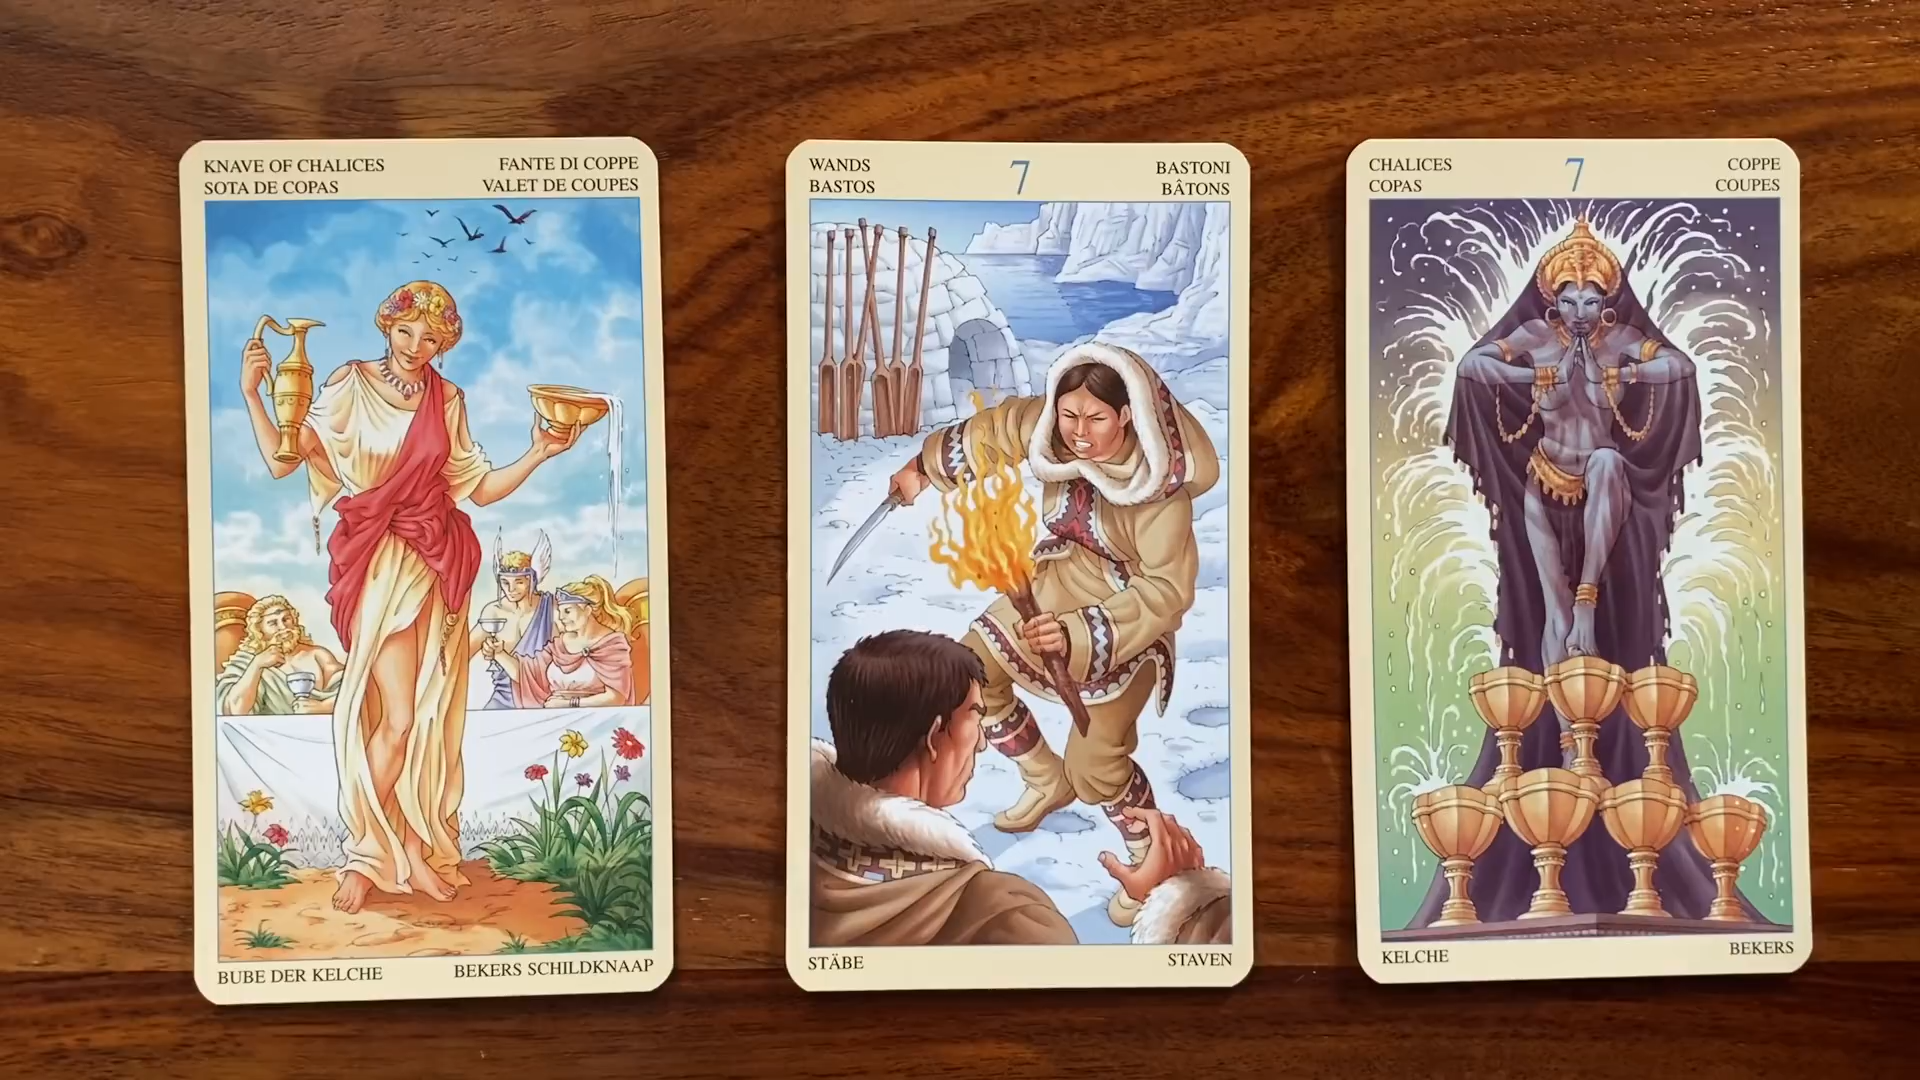 KNAVE OF CHALICES
SOTA DE COPAS
FANTE DI COPPE
VALET DE COUPES
BUBE DER KELCHE
BEKERS SCHILDKNAAP
WANDS
BASTOS
7
BASTONI
BÂTONS
STÄBE
STAVEN
CHALICES
COPAS
7
COPPE
COUPES
KELCHE
BEKERS